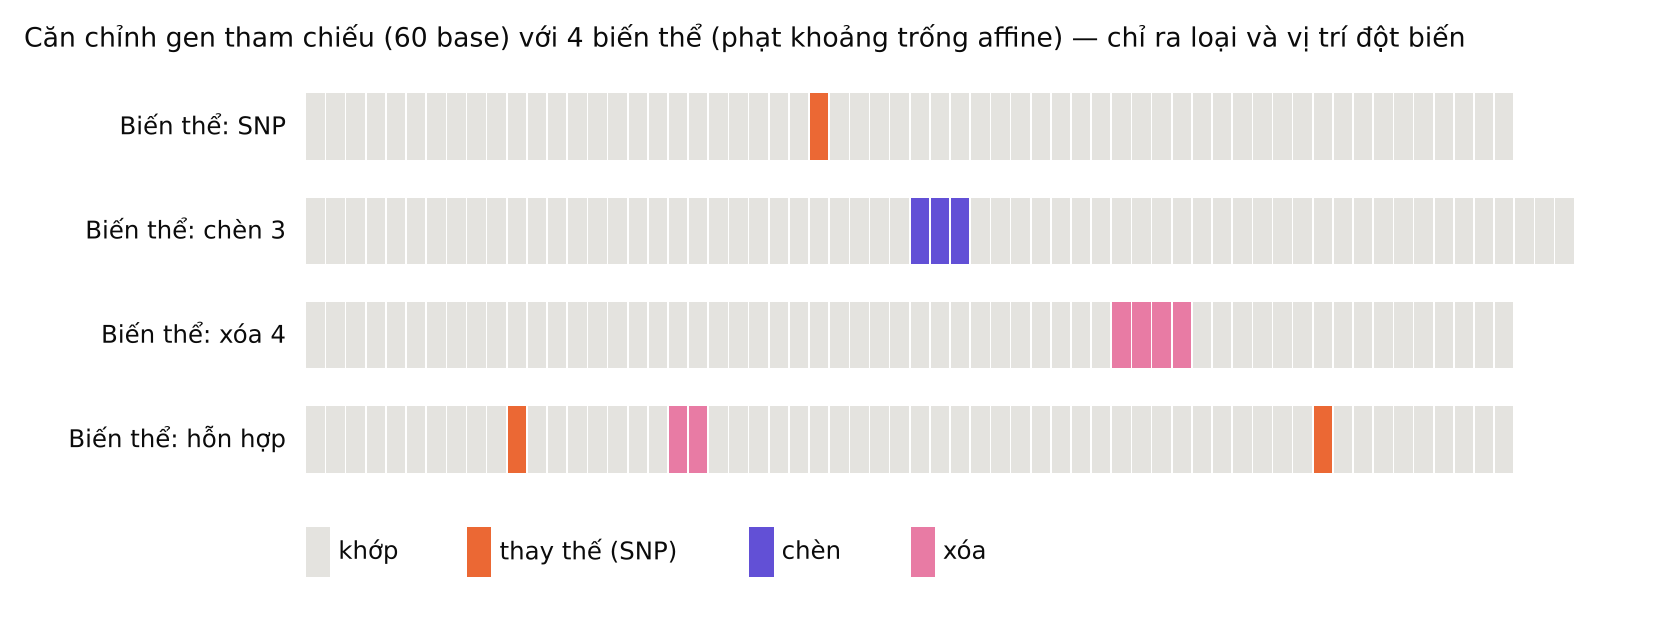 Căn chỉnh gen tham chiếu (60 base) với 4 biến thể (phạt khoảng trống affine) — chỉ ra loại và vị trí đột biến
Biến thể: SNP
Biến thể: chèn 3
Biến thể: xóa 4
Biến thể: hỗn hợp
khớp thay thế (SNP) chèn xóa